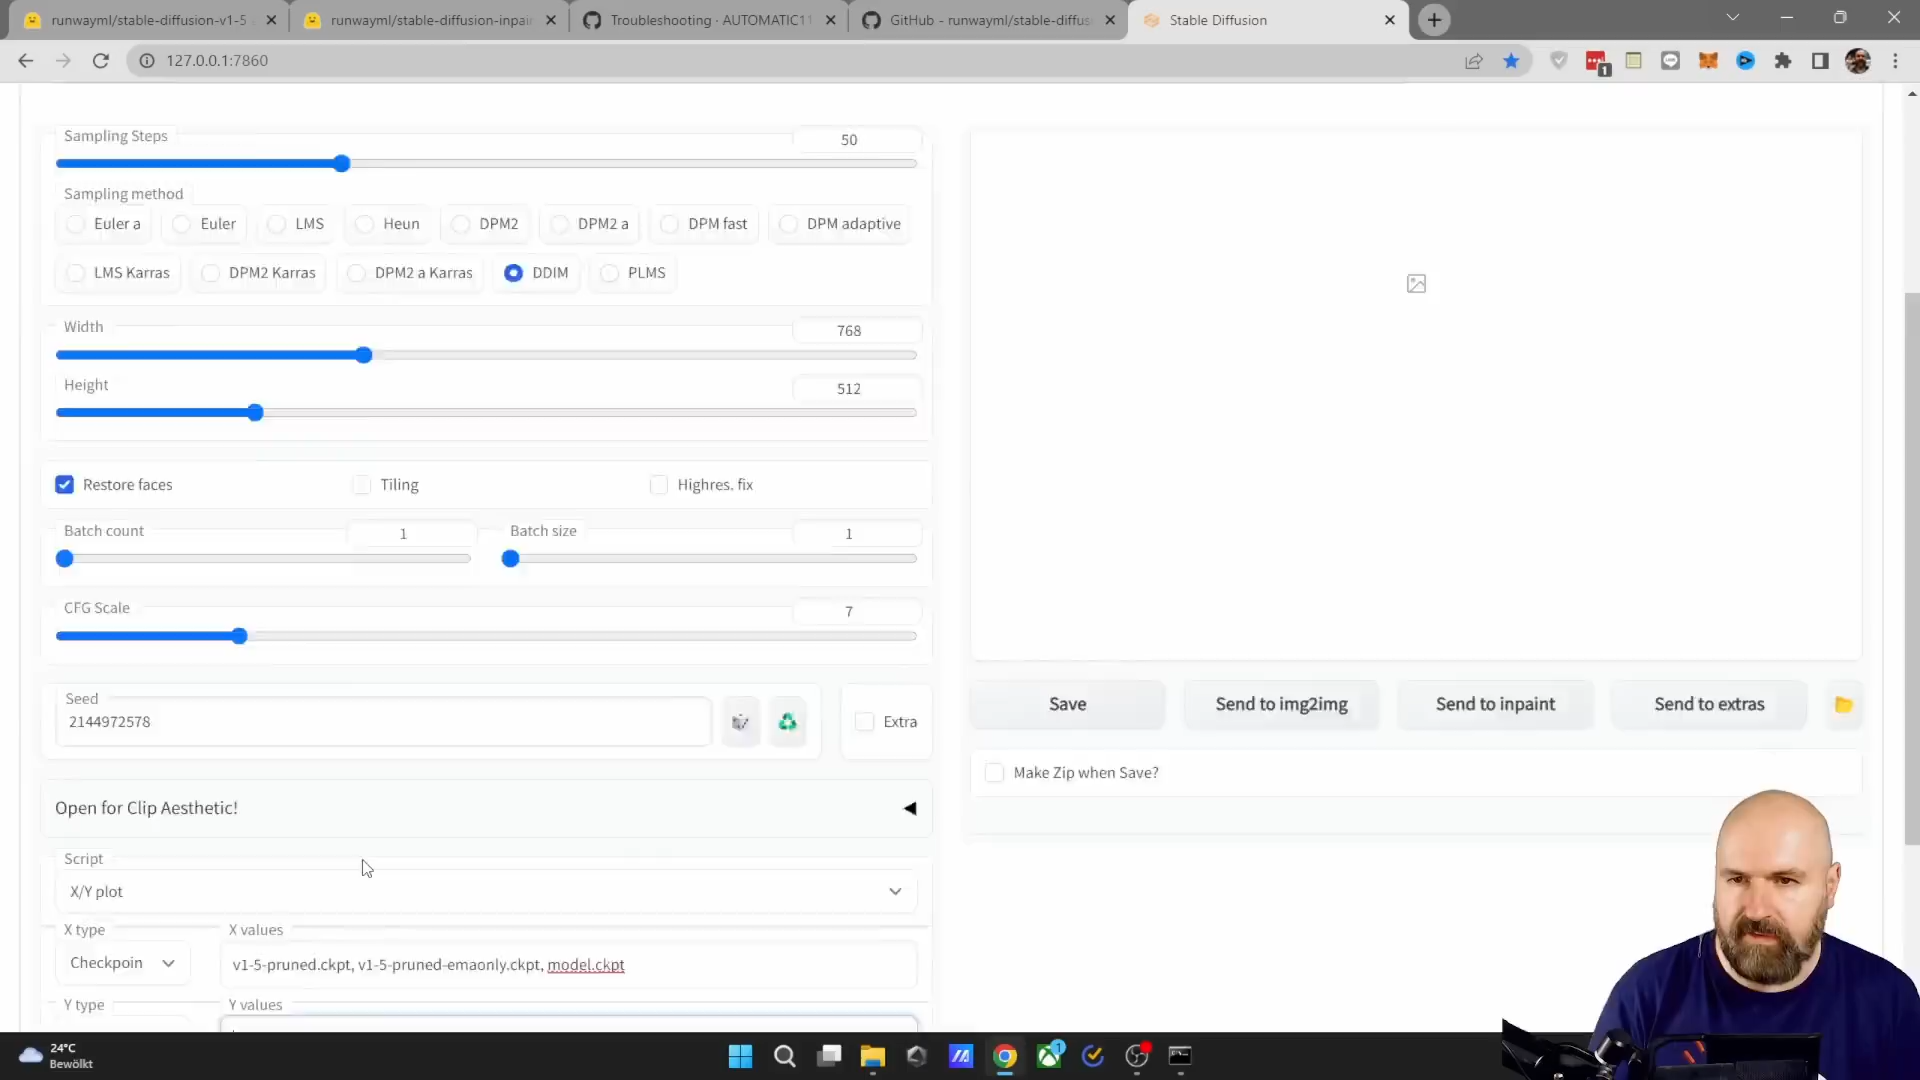 runwayml/stable-diffusion-v1-5
runwayml/stable-diffusion-inpai
Troubleshooting · AUTOMATIC11
GitHub - runwayml/stable-diffus
Stable Diffusion
127.0.0.1:7860
1
Sampling Steps
50
Sampling method
Euler a
Euler
LMS
Heun
DPM2
DPM2 a
DPM fast
DPM adaptive
LMS Karras
DPM2 Karras
DPM2 a Karras
DDIM
PLMS
Width
768
Height
512
Restore faces
Tiling
Highres. fix
Batch count
1
Batch size
1
CFG Scale
7
Seed
2144972578
Extra
Save
Send to img2img
Send to inpaint
Send to extras
Make Zip when Save?
Open for Clip Aesthetic!
Script
X/Y plot
X type
X values
Checkpoin
v1-5-pruned.ckpt, v1-5-pruned-emaonly.ckpt, model.ckpt
Y type
Y values
24°C
Bewölkt
1